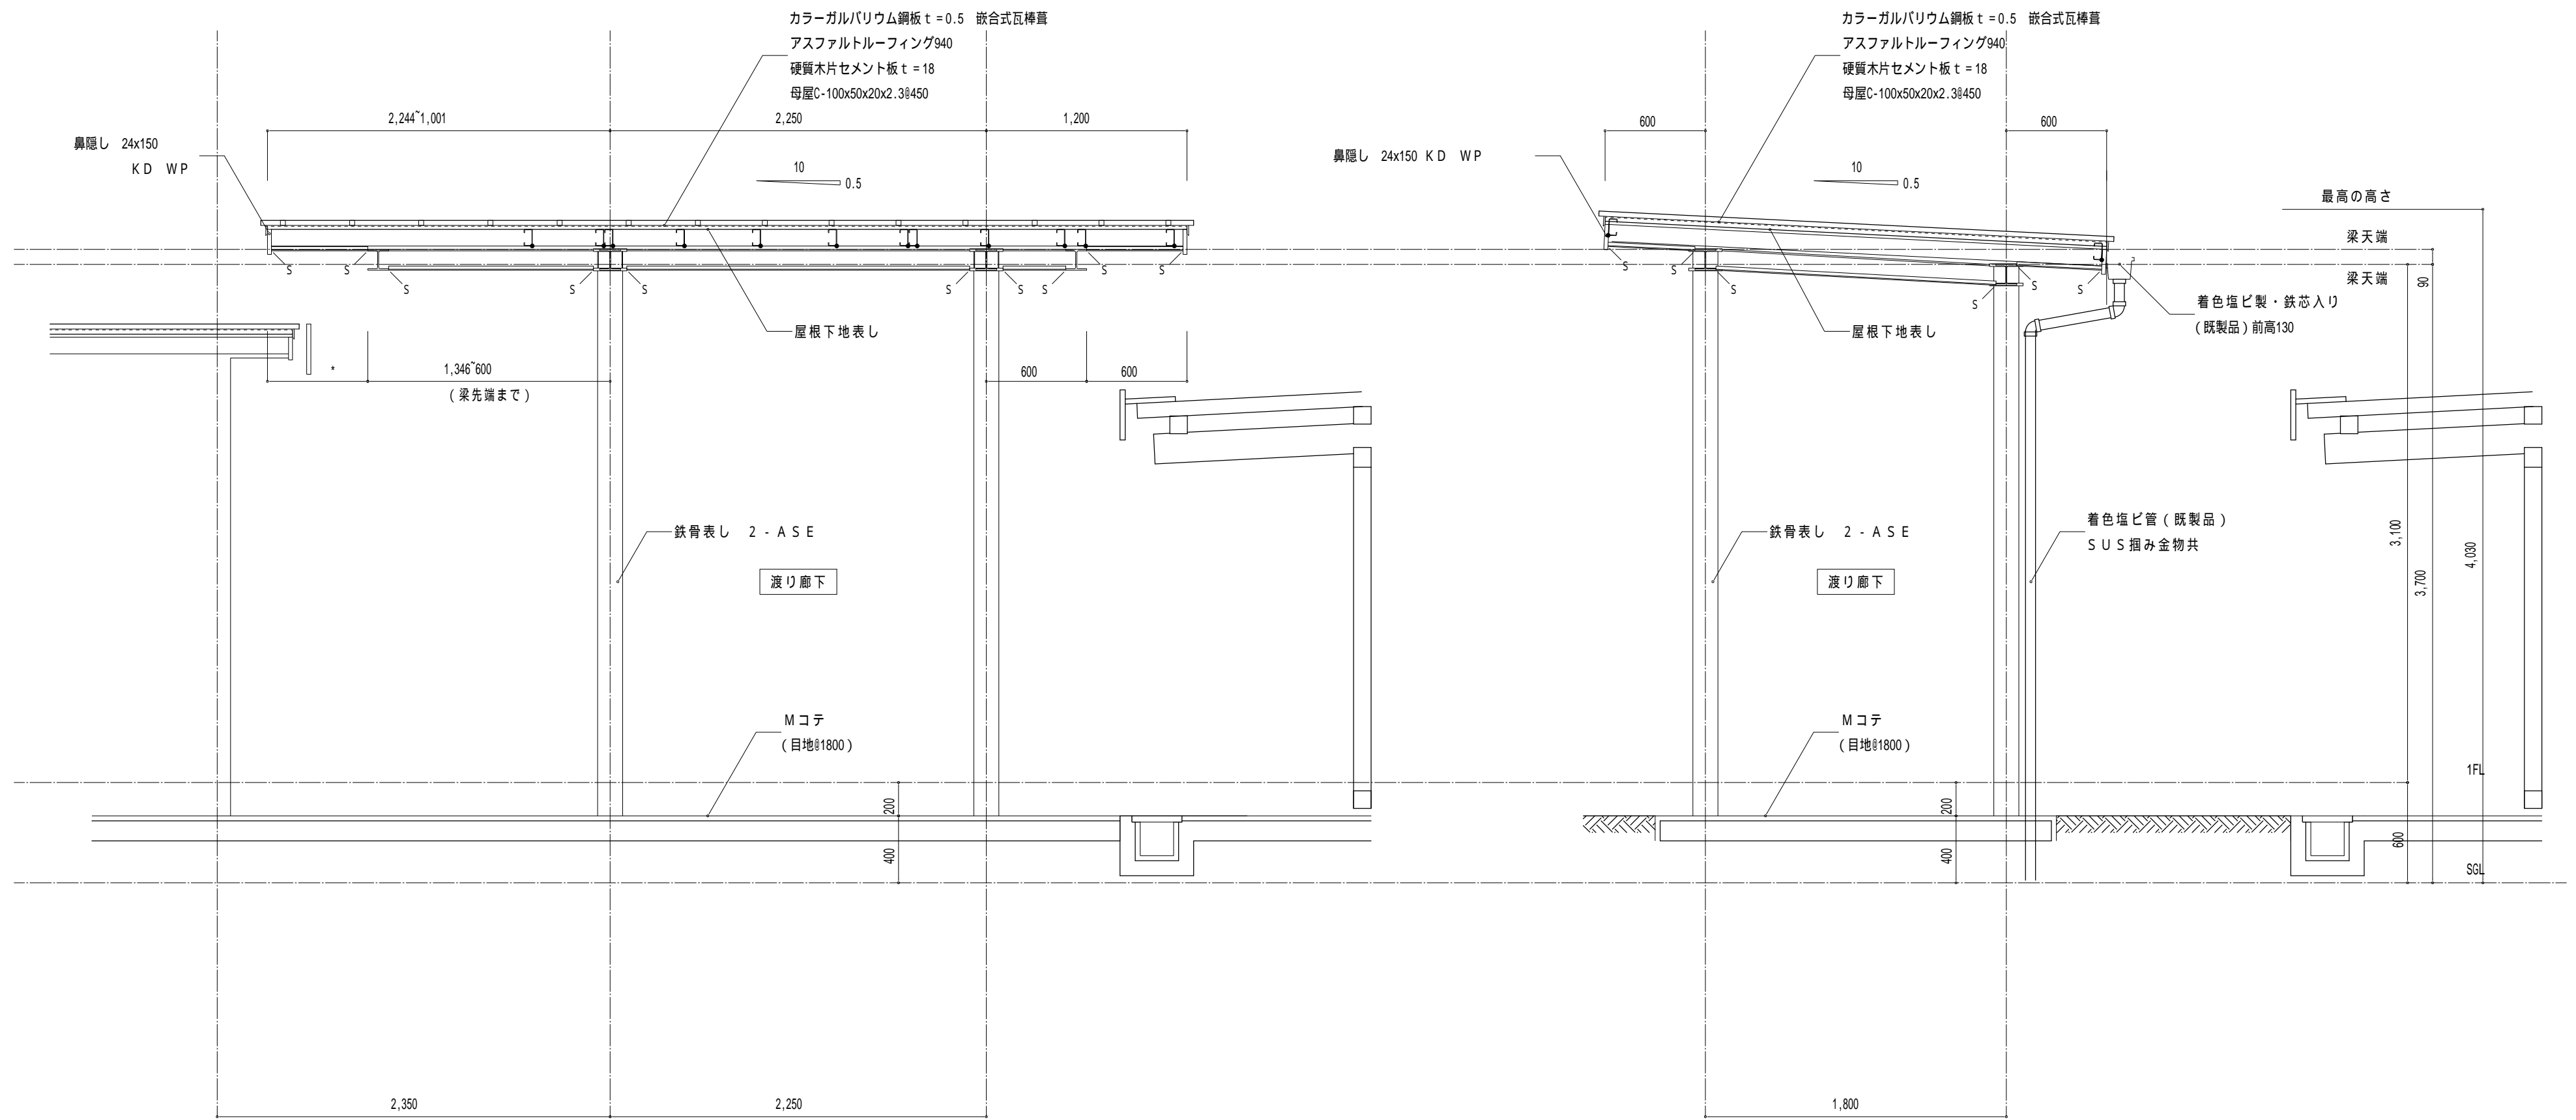 カラーガルバリウム鋼板ｔ＝0.5　嵌合式瓦棒葺
アスファルトルーフィング940
硬質木片セメント板ｔ＝18
母屋C-100x50x20x2.3@450
2,244~1,001
2,250
1,200
鼻隠し　24x150
ＫＤ　ＷＰ
10
0.5
S
S
S
S
S
S
S
S
S
S
屋根下地表し
*
1,346~600
（梁先端まで）
600
600
鉄骨表し　２-ＡＳＥ
渡り廊下
Ｍコテ
（目地@1800）
200
400
2,350
2,250
カラーガルバリウム鋼板ｔ＝0.5　嵌合式瓦棒葺
アスファルトルーフィング940
硬質木片セメント板ｔ＝18
母屋C-100x50x20x2.3@450
600
600
鼻隠し　24x150 ＫＤ　ＷＰ
10
0.5
最高の高さ
梁天端
梁天端
90
S
S
S
S
S
S
着色塩ビ製・鉄芯入り
（既製品）前高130
屋根下地表し
鉄骨表し　２-ＡＳＥ
着色塩ビ管（既製品）
ＳＵＳ掴み金物共
渡り廊下
3,100
3,700
4,030
Ｍコテ
（目地@1800）
1FL
200
400
600
SGL
1,800